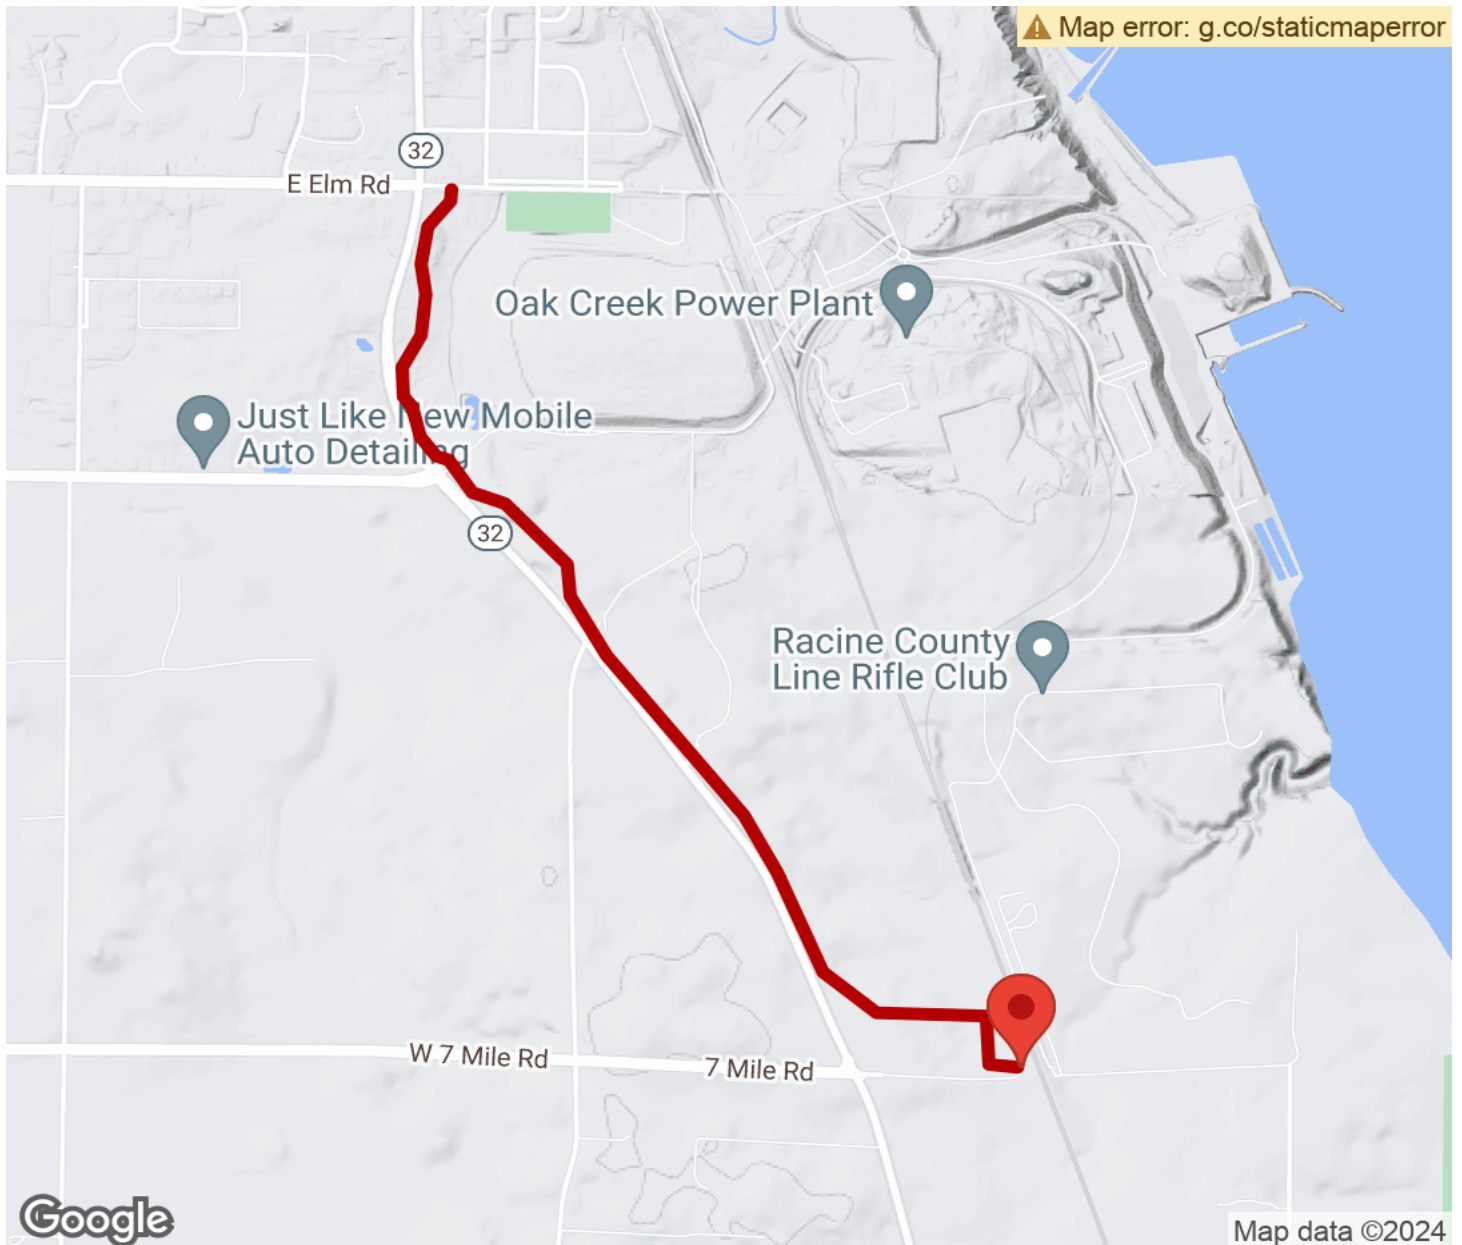 Map error: g.co/staticmaperror
32
E Elm Rd
Oak Creek Power Plant
Just Like New Mobile
Auto Detailing
32
Racine County
Line Rifle Club
W 7 Mile Rd
7 Mile Rd
Google
Map data ©2024